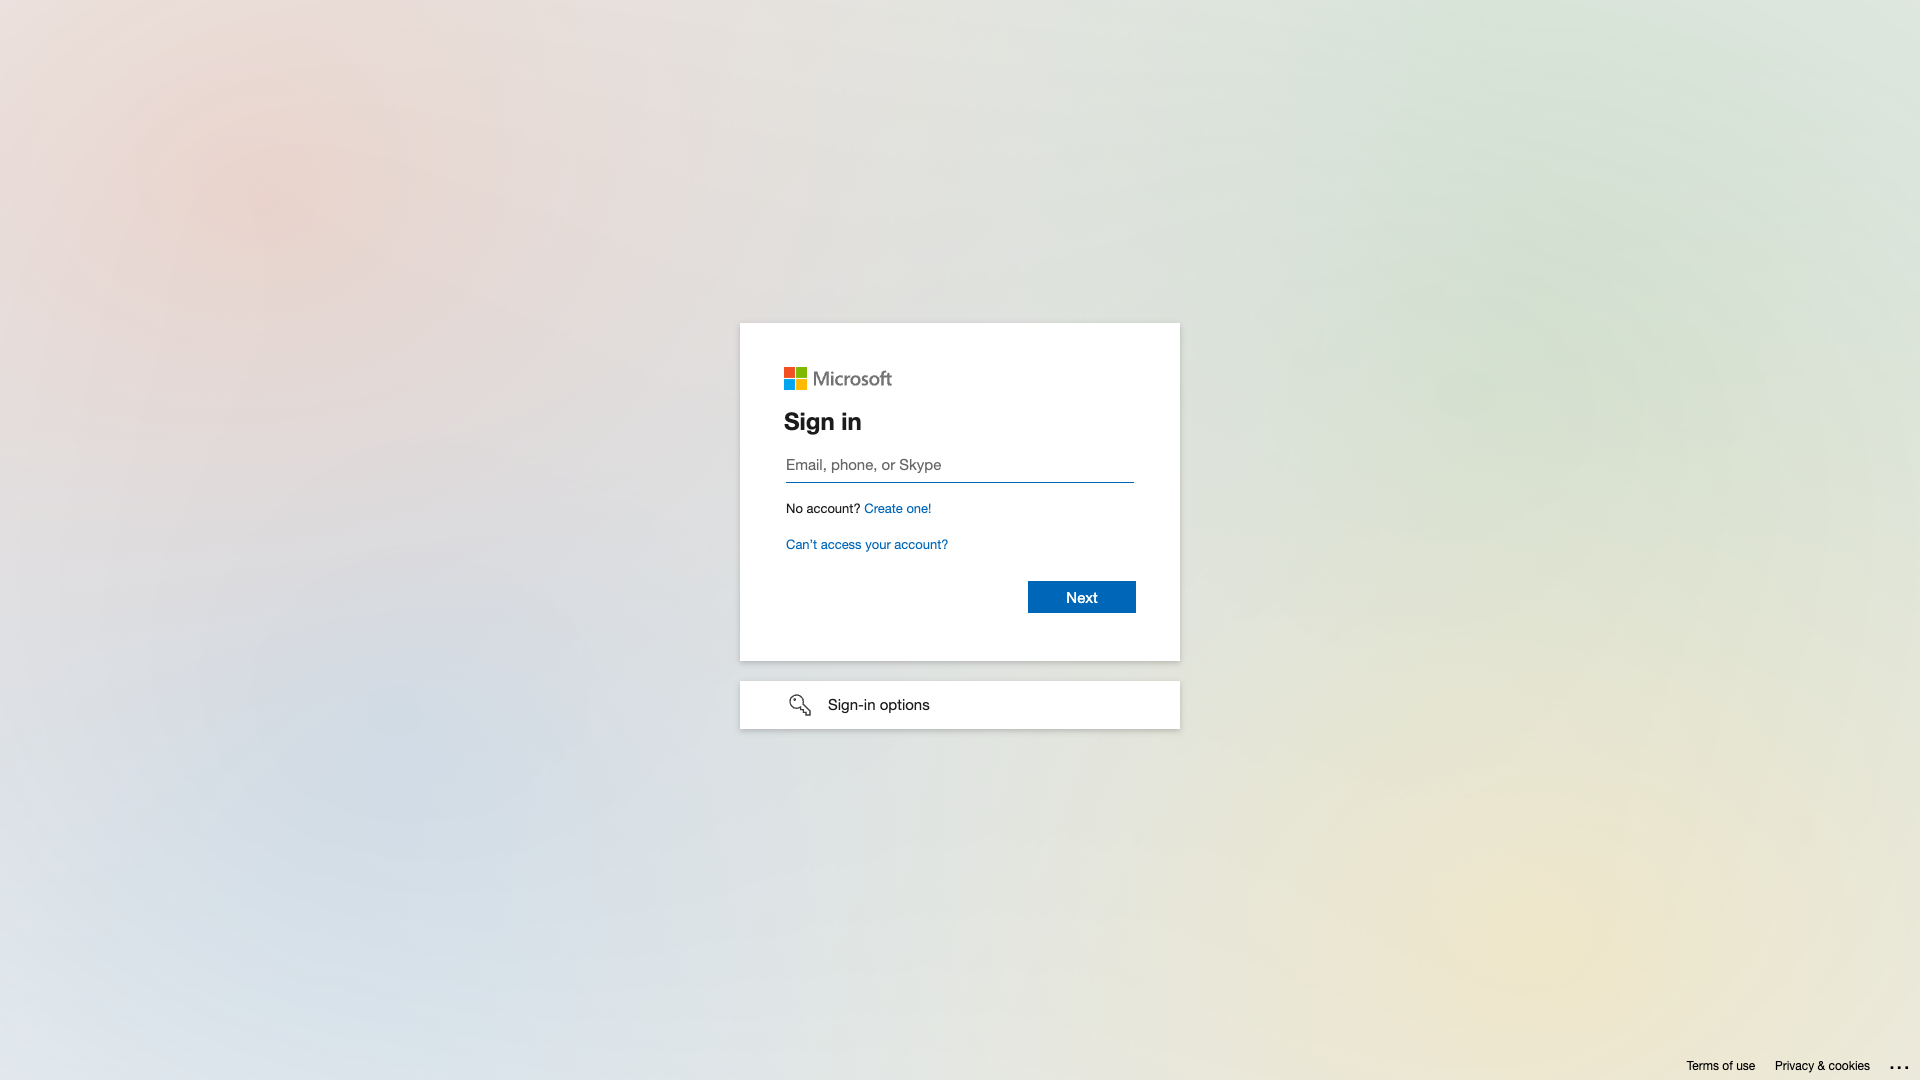 Microsoft
Sign in
Email, phone, or Skype
No account? Create one!
Can’t access your account?
Next
Sign-in options
Terms of use Privacy & cookies ...